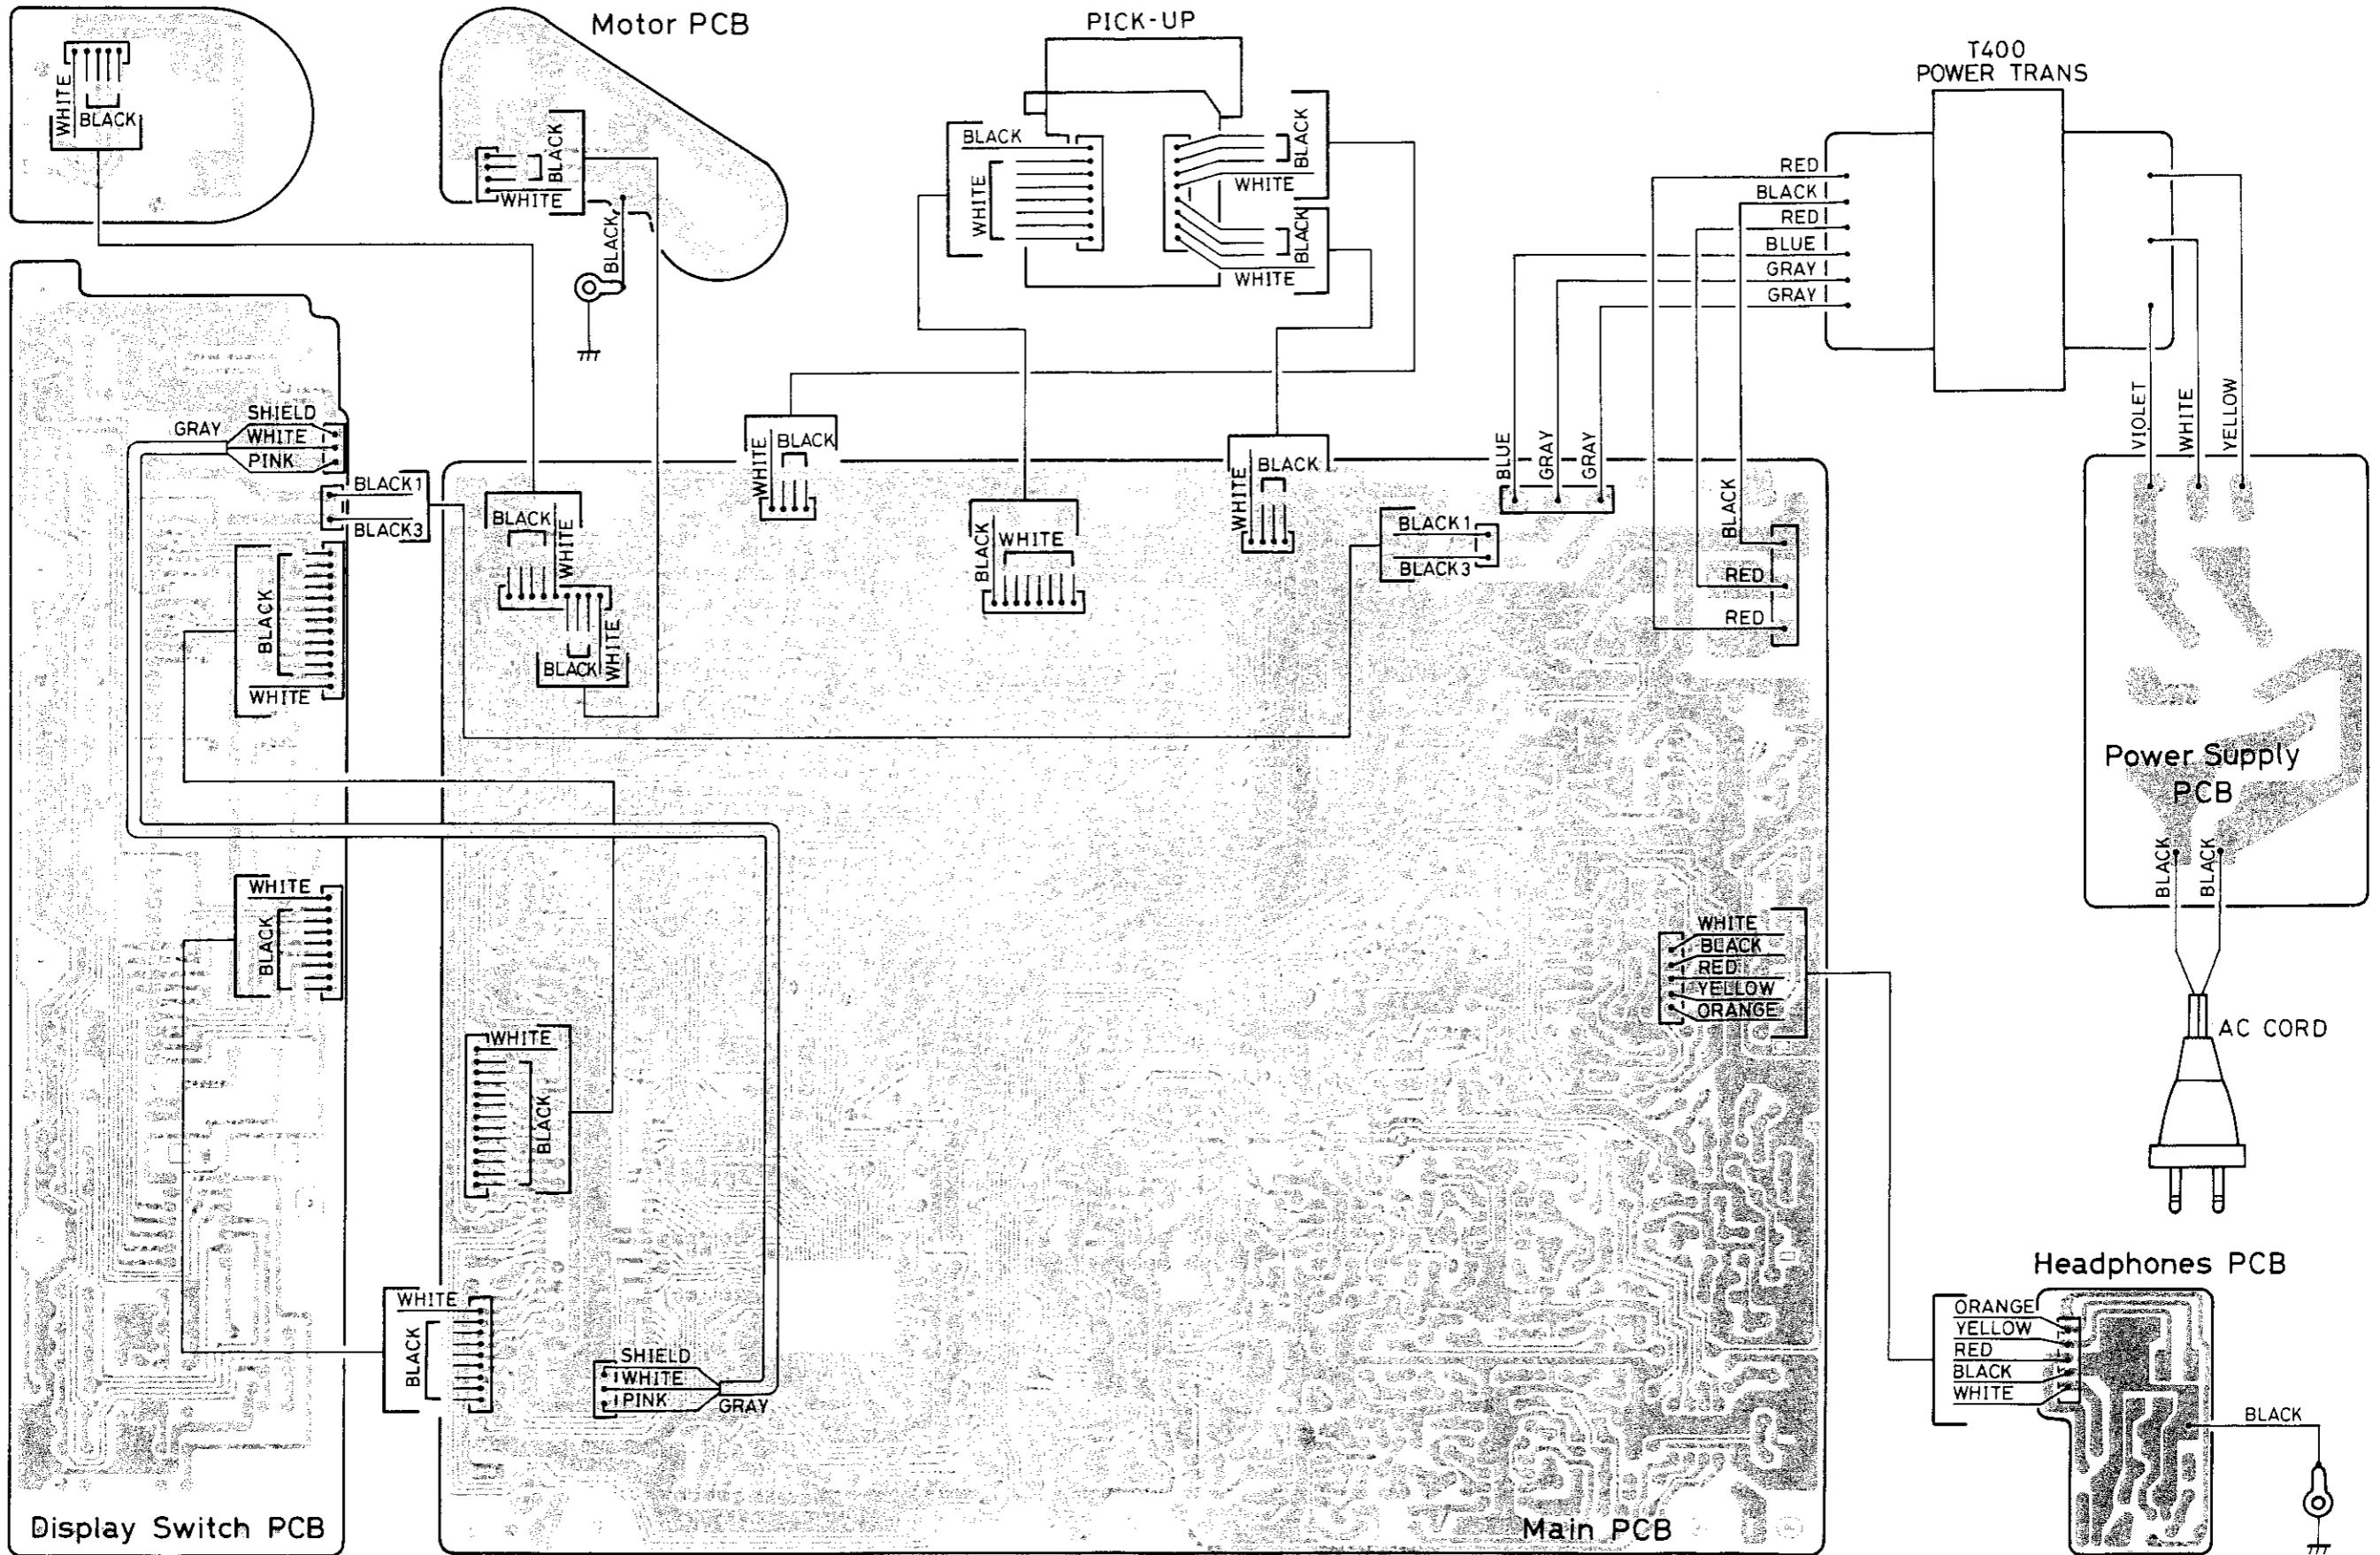 Motor PCB
PICK-UP
T400
POWER TRANS
WHITE
BLACK
BLACK
WHITE
BLACK
BLACK
WHITE
BLACK
WHITE
BLACK
WHITE
RED
BLACK
RED
BLUE
GRAY
GRAY
VIOLET
WHITE
YELLOW
GRAY
SHIELD
WHITE
PINK
BLACK1
BLACK3
BLACK
WHITE
BLACK
WHITE
BLACK
WHITE
WHITE
BLACK
BLACK
WHITE
WHITE
BLACK
BLACK1
BLACK3
BLUE
GRAY
GRAY
BLACK
RED
RED
Power Supply
PCB
BLACK
BLACK
AC CORD
WHITE
BLACK
WHITE
BLACK
RED
YELLOW
ORANGE
WHITE
BLACK
WHITE
BLACK
SHIELD
WHITE
PINK
GRAY
Headphones PCB
ORANGE
YELLOW
RED
BLACK
WHITE
BLACK
Display Switch PCB
Main PCB